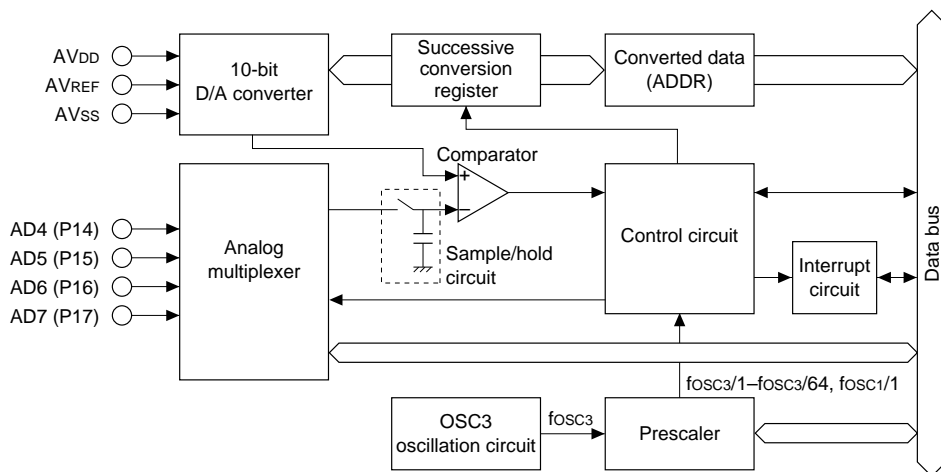 AVDD
AVREF
AVSS
10-bit
D/A converter
Successive
conversion
register
Converted data
(ADDR)
Comparator
+
−
AD4 (P14)
AD5 (P15)
AD6 (P16)
AD7 (P17)
Analog
multiplexer
Sample/hold
circuit
Control circuit
Interrupt
circuit
Data bus
fOSC3/1–fOSC3/64, fOSC1/1
OSC3
oscillation circuit
fOSC3
Prescaler